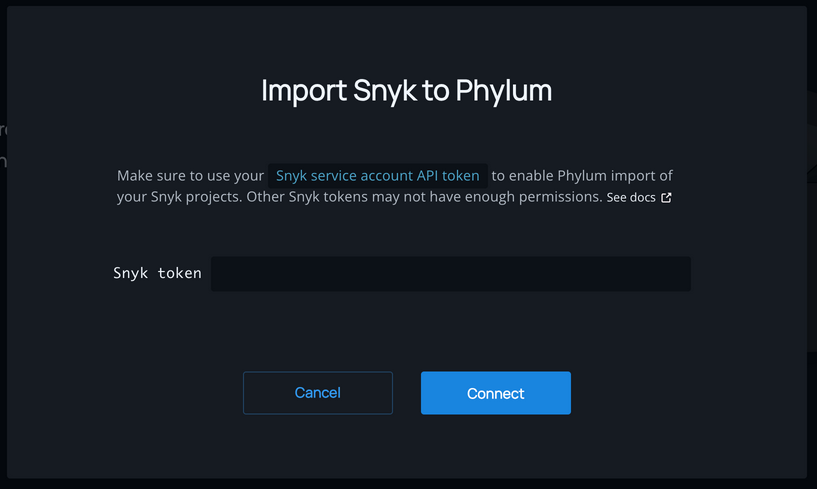 Import Snyk to Phylum
Make sure to use your Snyk service account API token to enable Phylum import of
your Snyk projects. Other Snyk tokens may not have enough permissions. See docs
Snyk token
Cancel
Connect